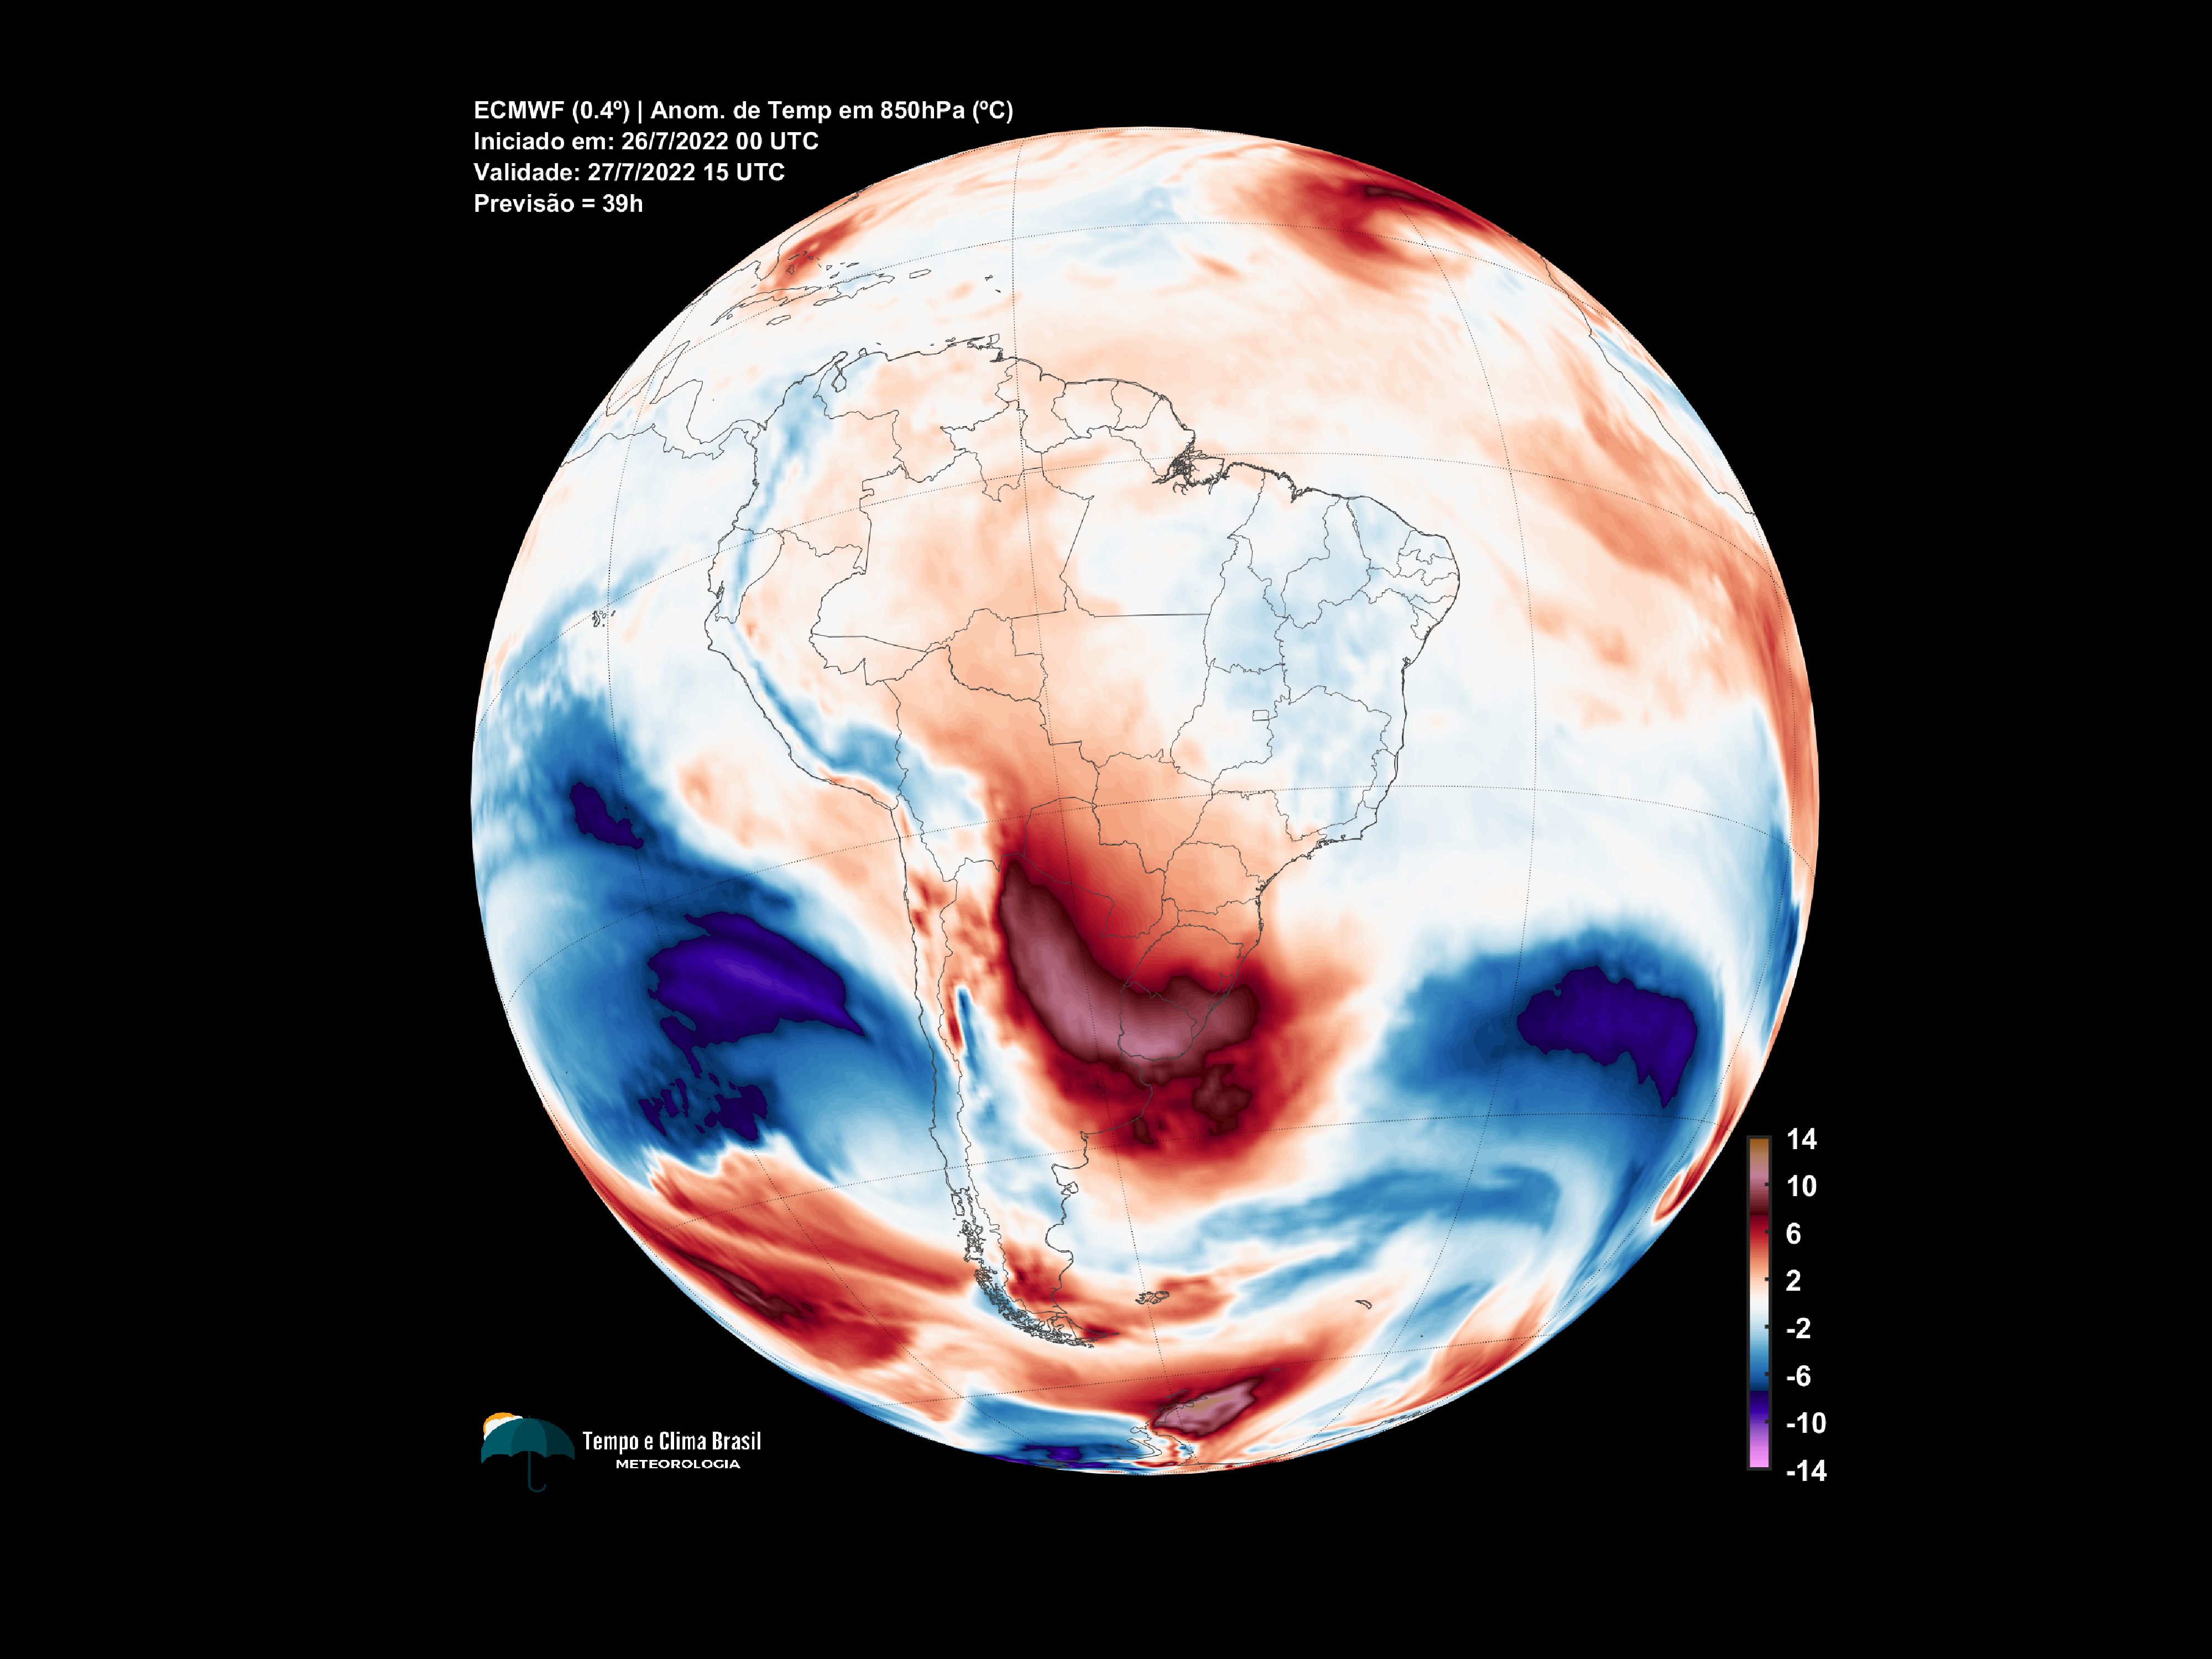 ECMWF (0.4º) | Anom. de Temp em 850hPa (ºC)
Iniciado em: 26/7/2022 00 UTC
Validade: 27/7/2022 15 UTC
Previsão = 39h
14
10
6
2
-2
-6
-10
-14
Tempo e Clima Brasil
METEOROLOGIA